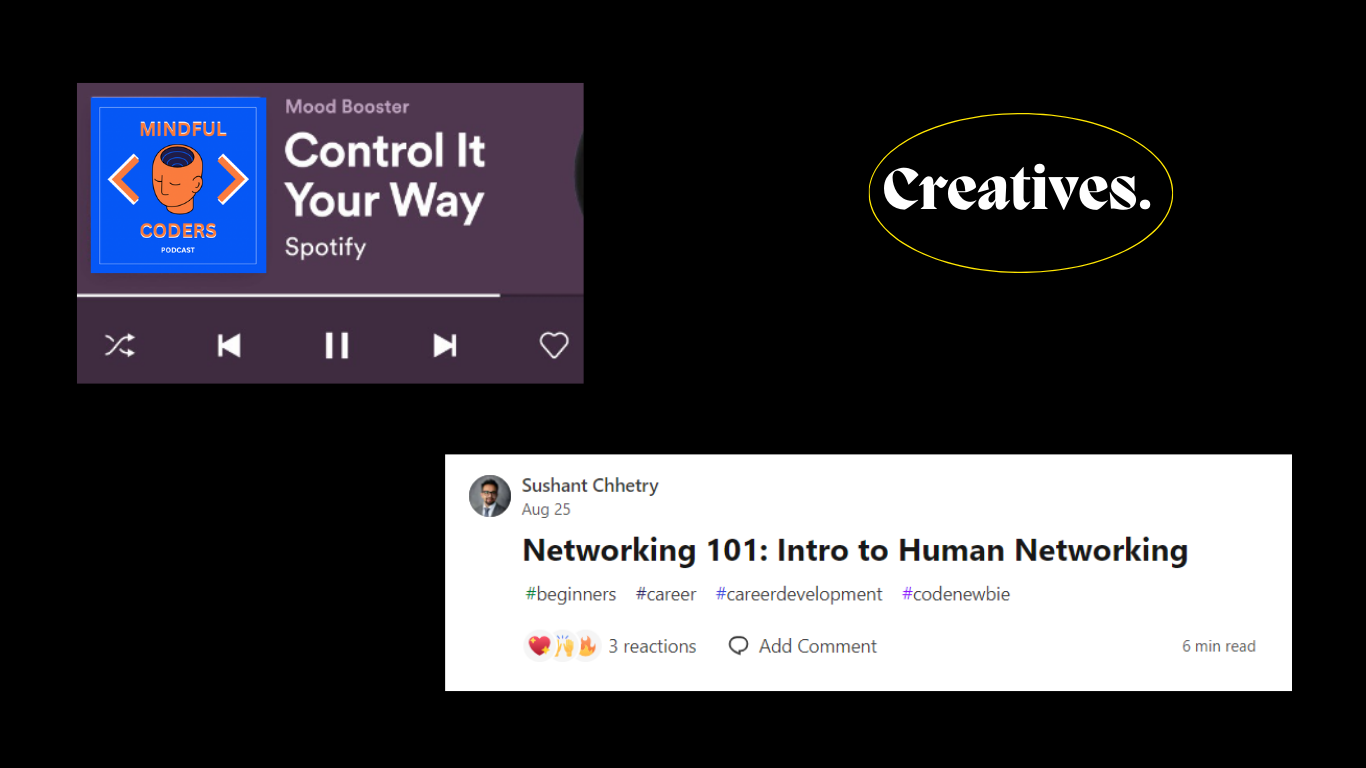 MINDFUL
CODERS
PODCAST
Mood Booster
Control It
Your Way
Spotify
Creatives.
Sushant Chhetry
Aug 25
Networking 101: Intro to Human Networking
#beginners #career #careerdevelopment #codenewbie
3 reactions Add Comment 6 min read